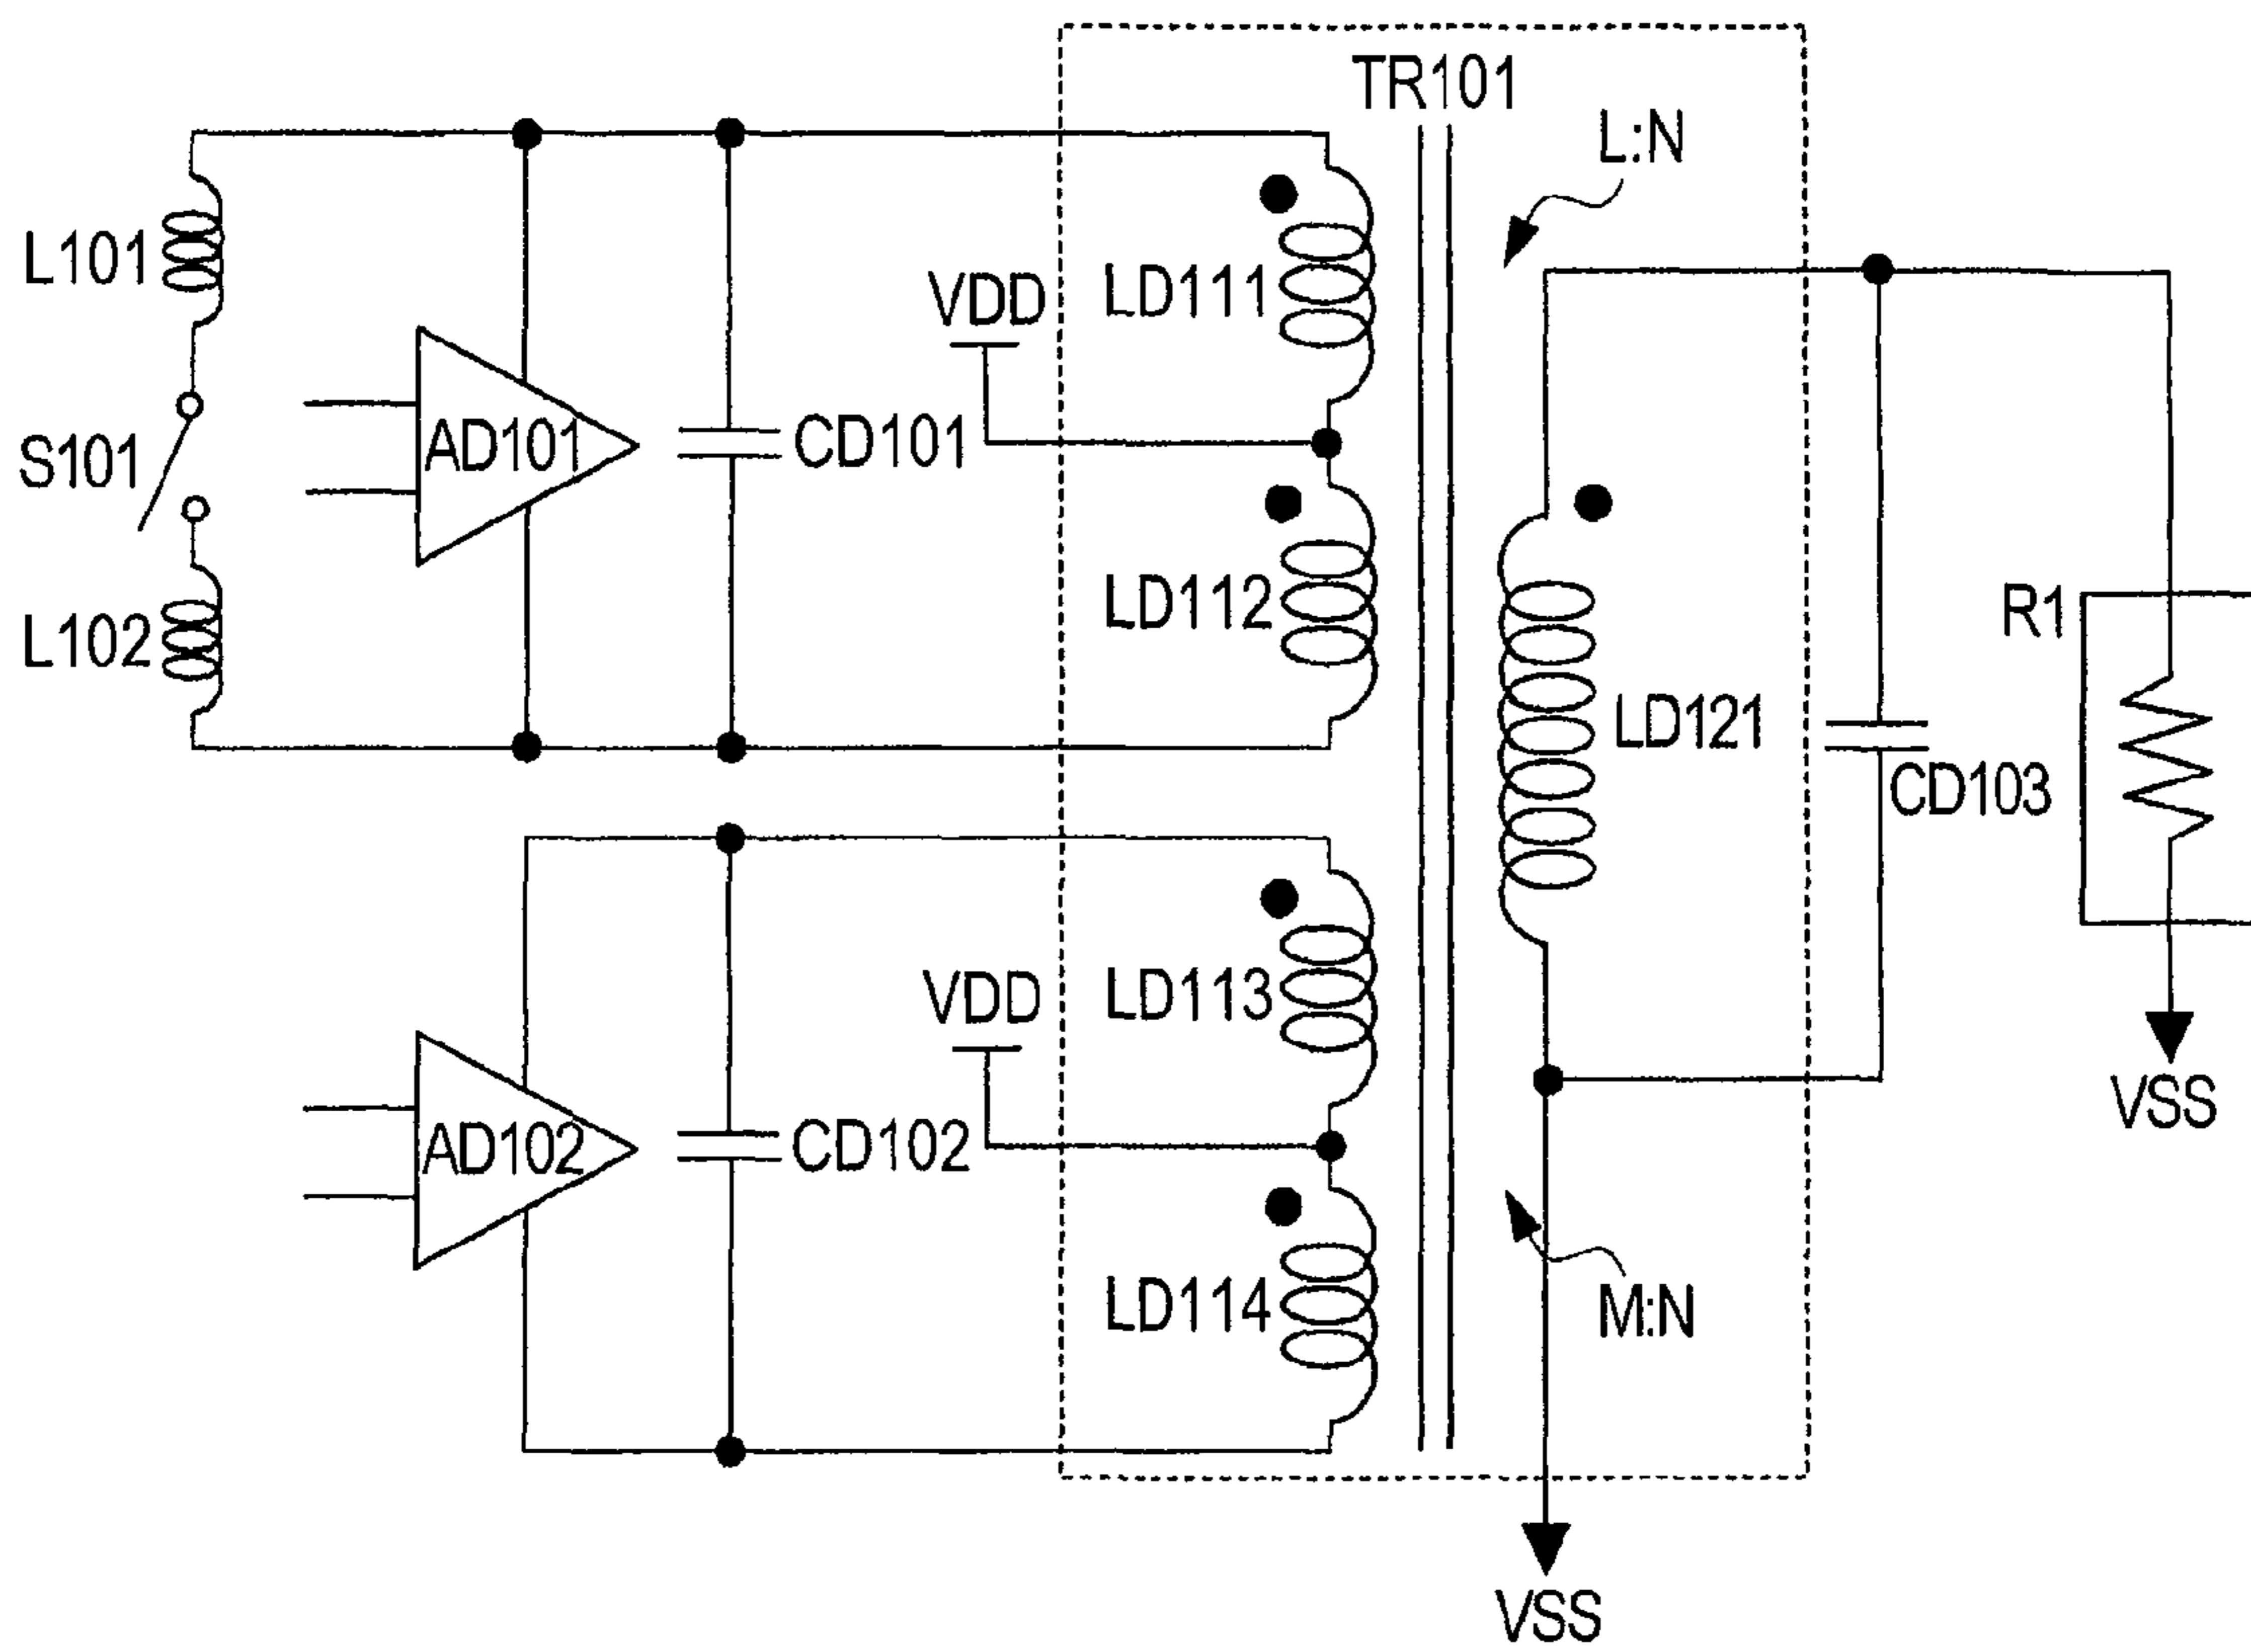 TR101
L:N
L101
VDD
LD111
S101
AD101
CD101
LD112
L102
R1
LD121
CD103
VDD
LD113
VSS
AD102
CD102
LD114
M:N
VSS